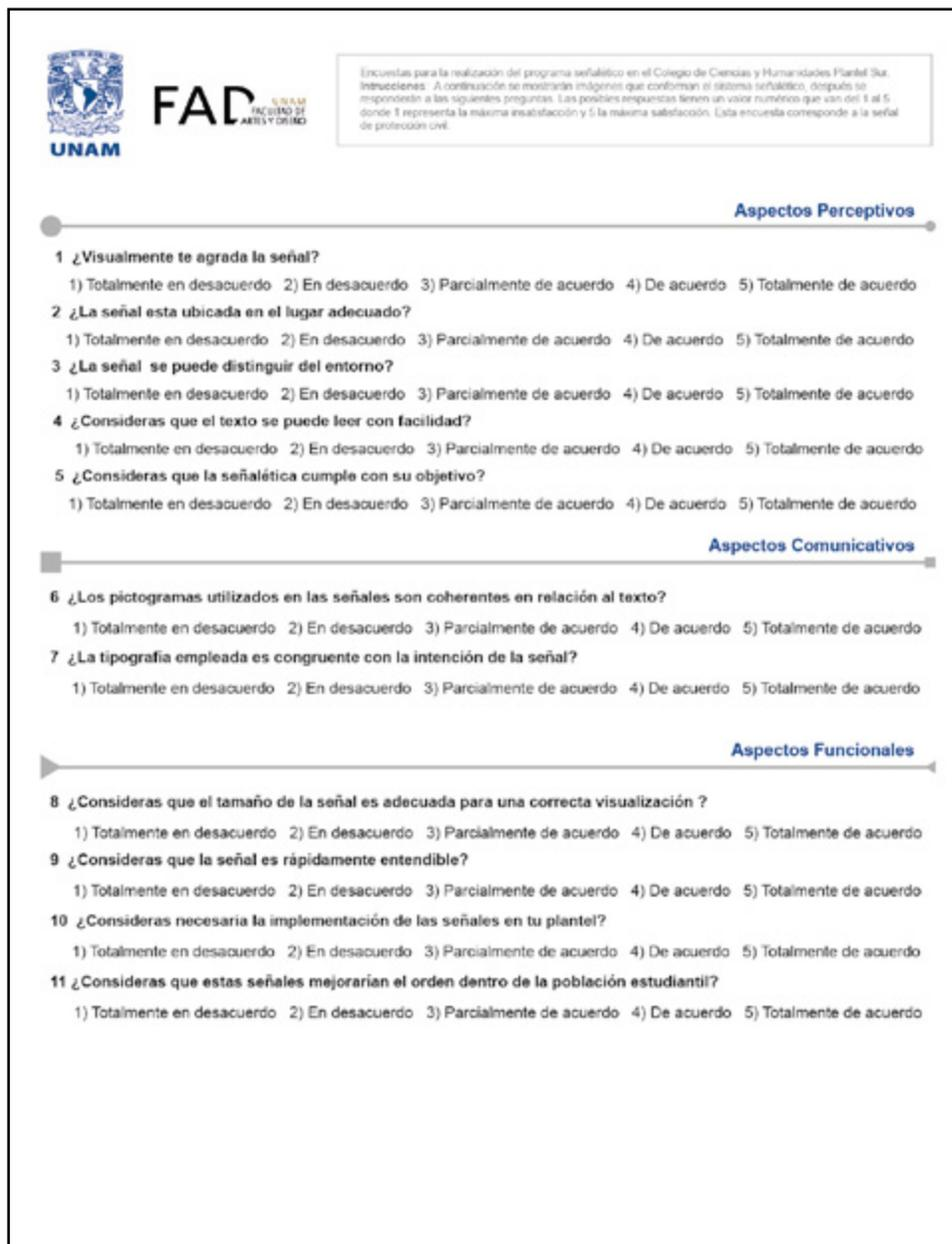 UNAM
FAD
UNAM
FACULTAD DE
ARTES Y DISEÑO
Encuestas para la realización del programa señalético en el Colegio de Ciencias y Humanidades Plantel Sur.
Intrucciones: A continuación se mostrarán imágenes que conforman el sistema señalético, después se
responderán a las siguientes preguntas. Las posibles respuestas tienen un valor numérico que van del 1 al 5
donde 1 representa la máxima insatisfacción y 5 la máxima satisfacción. Esta encuesta corresponde a la señal
de protección civil.
Aspectos Perceptivos
1 ¿Visualmente te agrada la señal?
1) Totalmente en desacuerdo 2) En desacuerdo 3) Parcialmente de acuerdo 4) De acuerdo 5) Totalmente de acuerdo
2 ¿La señal esta ubicada en el lugar adecuado?
1) Totalmente en desacuerdo 2) En desacuerdo 3) Parcialmente de acuerdo 4) De acuerdo 5) Totalmente de acuerdo
3 ¿La señal se puede distinguir del entorno?
1) Totalmente en desacuerdo 2) En desacuerdo 3) Parcialmente de acuerdo 4) De acuerdo 5) Totalmente de acuerdo
4 ¿Consideras que el texto se puede leer con facilidad?
1) Totalmente en desacuerdo 2) En desacuerdo 3) Parcialmente de acuerdo 4) De acuerdo 5) Totalmente de acuerdo
5 ¿Consideras que la señalética cumple con su objetivo?
1) Totalmente en desacuerdo 2) En desacuerdo 3) Parcialmente de acuerdo 4) De acuerdo 5) Totalmente de acuerdo
Aspectos Comunicativos
6 ¿Los pictogramas utilizados en las señales son coherentes en relación al texto?
1) Totalmente en desacuerdo 2) En desacuerdo 3) Parcialmente de acuerdo 4) De acuerdo 5) Totalmente de acuerdo
7 ¿La tipografía empleada es congruente con la intención de la señal?
1) Totalmente en desacuerdo 2) En desacuerdo 3) Parcialmente de acuerdo 4) De acuerdo 5) Totalmente de acuerdo
Aspectos Funcionales
8 ¿Consideras que el tamaño de la señal es adecuada para una correcta visualización ?
1) Totalmente en desacuerdo 2) En desacuerdo 3) Parcialmente de acuerdo 4) De acuerdo 5) Totalmente de acuerdo
9 ¿Consideras que la señal es rápidamente entendible?
1) Totalmente en desacuerdo 2) En desacuerdo 3) Parcialmente de acuerdo 4) De acuerdo 5) Totalmente de acuerdo
10 ¿Consideras necesaria la implementación de las señales en tu plantel?
1) Totalmente en desacuerdo 2) En desacuerdo 3) Parcialmente de acuerdo 4) De acuerdo 5) Totalmente de acuerdo
11 ¿Consideras que estas señales mejorarían el orden dentro de la población estudiantil?
1) Totalmente en desacuerdo 2) En desacuerdo 3) Parcialmente de acuerdo 4) De acuerdo 5) Totalmente de acuerdo